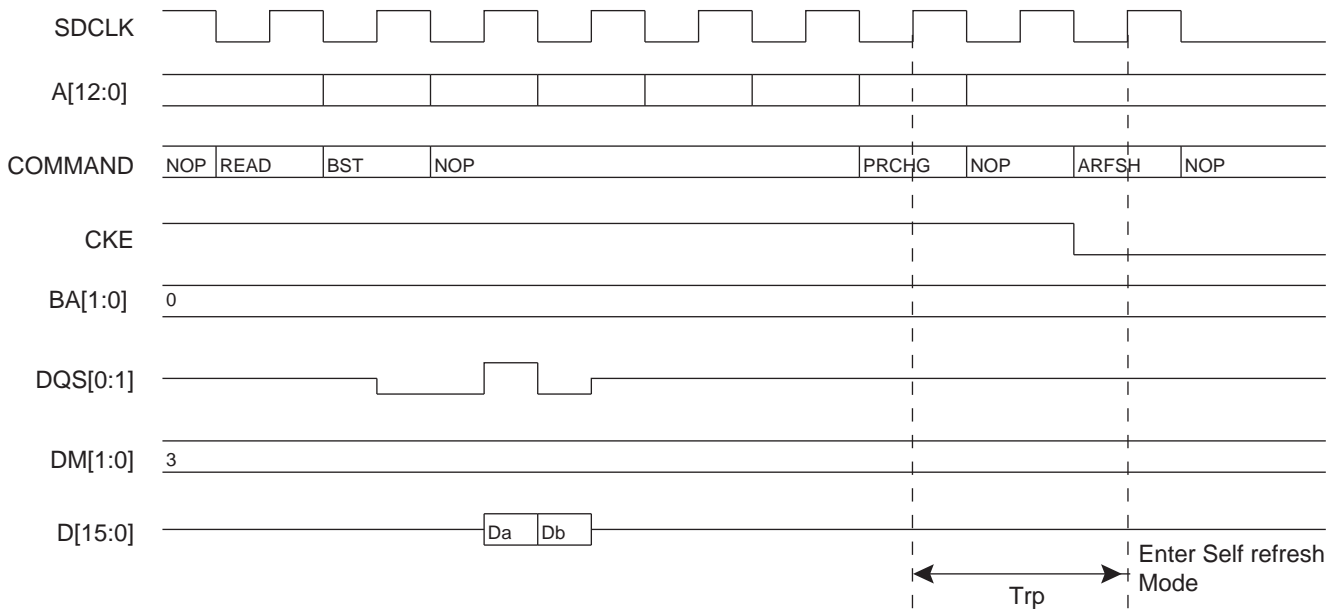 SDCLK
A[12:0]
COMMAND NOP READ BST NOP PRCHG NOP ARFSH NOP
CKE
BA[1:0] 0
DQS[0:1]
DM[1:0] 3
D[15:0] Da Db
Enter Self refresh
Mode
Trp